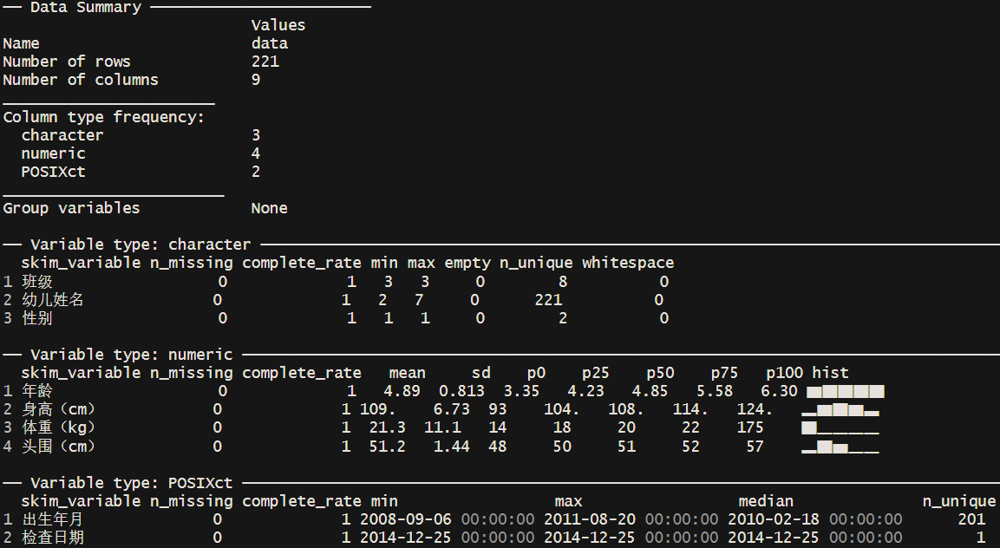 ── Data Summary ────────────────────────
                           Values
Name                       data
Number of rows             221
Number of columns          9
_______________________
Column type frequency:
  character                3
  numeric                  4
  POSIXct                  2
________________________
Group variables            None
── Variable type: character ────────────────────────
  skim_variable n_missing complete_rate min max empty n_unique whitespace
1 班级 0 1 3 3 0 8 0
2 幼儿姓名 0 1 2 7 0 221 0
3 性别 0 1 1 1 0 2 0
── Variable type: numeric ────────────────────────
  skim_variable n_missing complete_rate mean sd p0 p25 p50 p75 p100 hist
1 年龄 0 1 4.89 0.813 3.35 4.23 4.85 5.58 6.30 ▆▇▇▇▇
2 身高（cm） 0 1 109. 6.73 93 104. 108. 114. 124. ▂▆▇▆▃
3 体重（kg） 0 1 21.3 11.1 14 18 20 22 175 ▇▁▁▁▁
4 头围（cm） 0 1 51.2 1.44 48 50 51 52 57 ▂▇▅▁▁
── Variable type: POSIXct ────────────────────────
  skim_variable n_missing complete_rate min max median n_unique
1 出生年月 0 1 2008-09-06 00:00:00 2011-08-20 00:00:00 2010-02-18 00:00:00 201
2 检查日期 0 1 2014-12-25 00:00:00 2014-12-25 00:00:00 2014-12-25 00:00:00 1